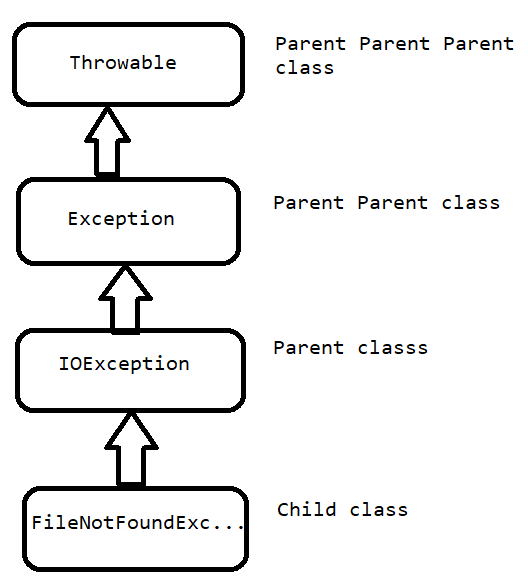 Throwable
Parent Parent Parent
class
Exception
Parent Parent class
IOException
Parent classs
FileNotFoundExc...
Child class